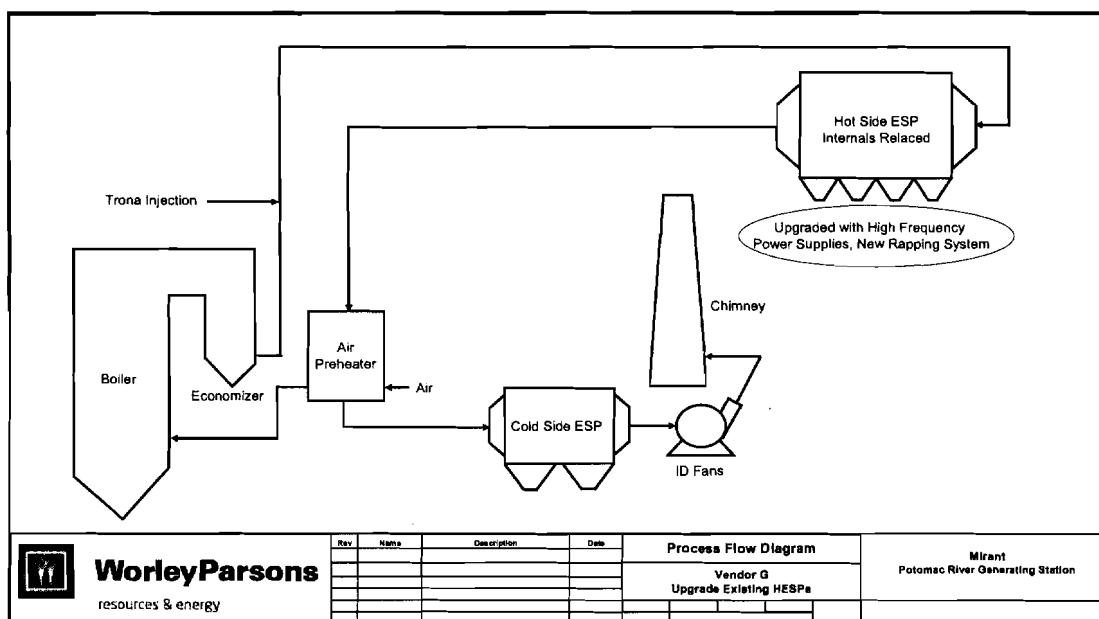 Hot Side ESP
Internals Relaced
Trona Injection
Upgraded with High Frequency
Power Supplies, New Rapping System
Chimney
Air
Preheater
Boiler
Economizer
Air
Cold Side ESP
ID Fans
WorleyParsons
resources & energy
Rev Name Description Date
Process Flow Diagram
Vendor G
Upgrade Existing HESPs
Mirant
Potomac River Generating Station